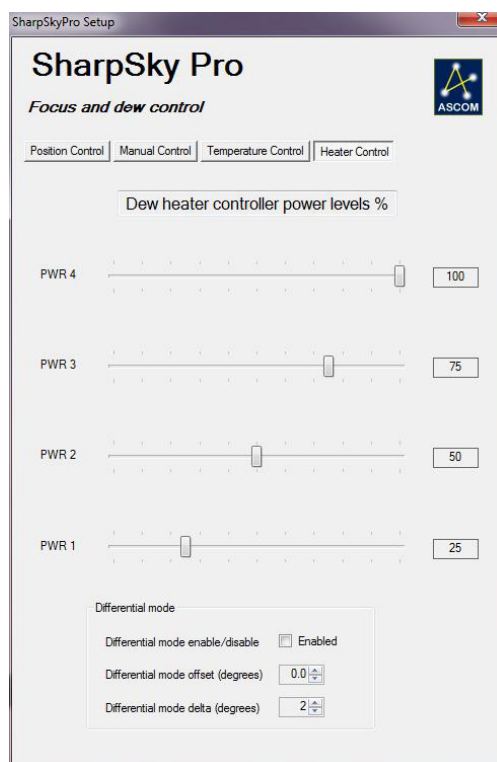 SharpSkyPro Setup
SharpSky Pro
Focus and dew control
ASCOM
Position Control Manual Control Temperature Control Heater Control
Dew heater controller power levels %
PWR 4 100
PWR 3 75
PWR 2 50
PWR 1 25
Differential mode
Differential mode enable/disable Enabled
Differential mode offset (degrees) 0.0
Differential mode delta (degrees) 2